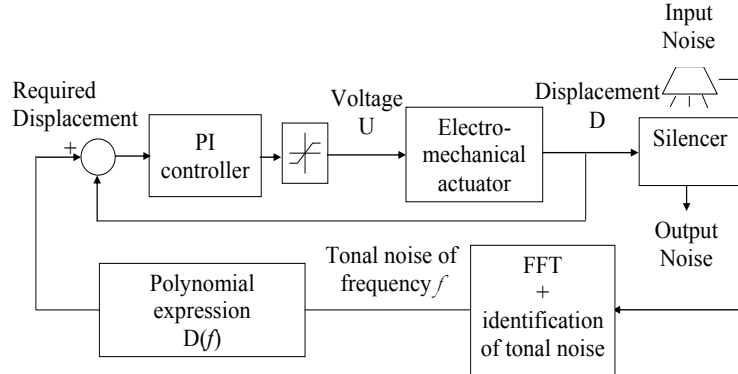 Input
Noise
Required
Displacement
+
PI
controller
Voltage
U
Electro-
mechanical
actuator
Displacement
D
Silencer
Output
Noise
Tonal noise of
frequency f
Polynomial
expression
D(f)
FFT
+
identification
of tonal noise